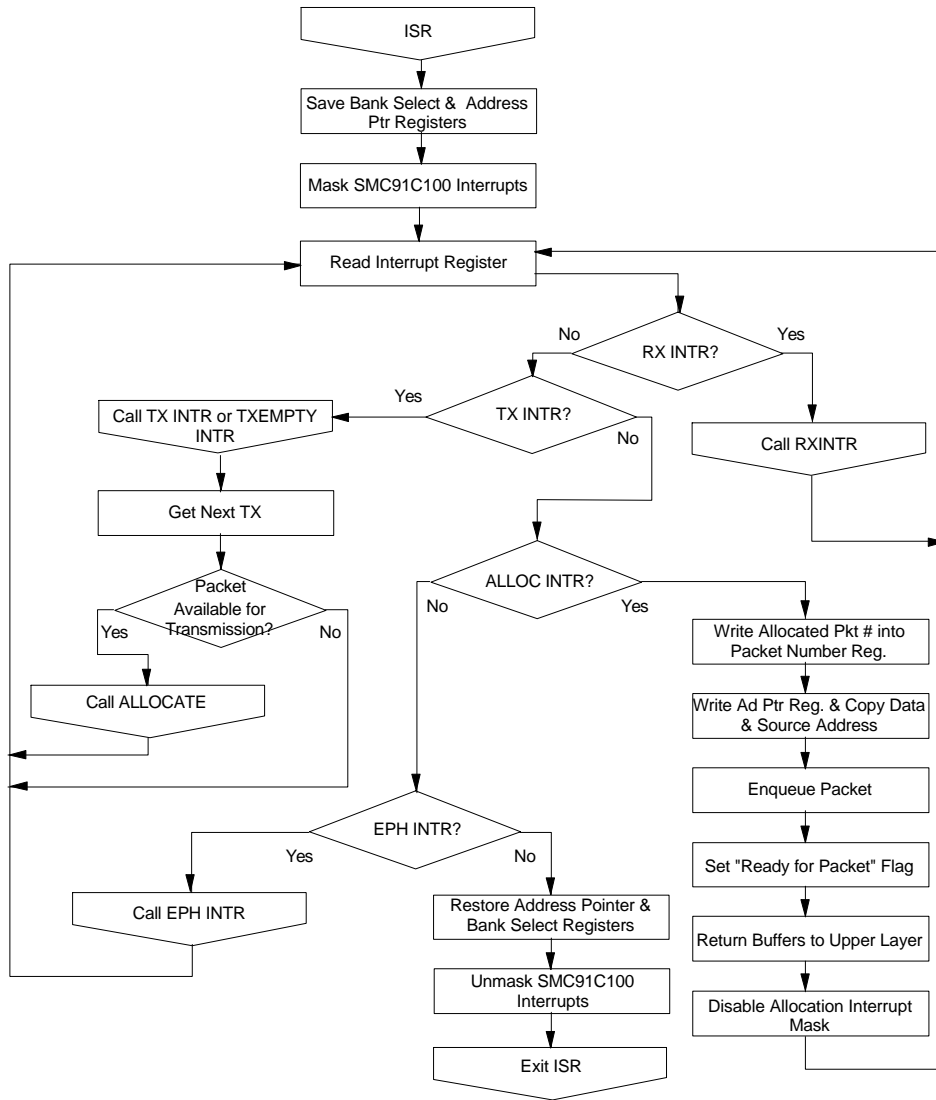 ISR
Save Bank Select & Address
Ptr Registers
Mask SMC91C100 Interrupts
Read Interrupt Register
No
RX INTR?
Yes
Yes
TX INTR?
No
Call TX INTR or TXEMPTY
INTR
Call RXINTR
Get Next TX
Packet
Available for
Transmission?
Yes
No
ALLOC INTR?
No
Yes
Write Allocated Pkt # into
Packet Number Reg.
Call ALLOCATE
Write Ad Ptr Reg. & Copy Data
& Source Address
Enqueue Packet
EPH INTR?
Yes
No
Set "Ready for Packet" Flag
Call EPH INTR
Restore Address Pointer &
Bank Select Registers
Return Buffers to Upper Layer
Unmask SMC91C100
Interrupts
Disable Allocation Interrupt
Mask
Exit ISR